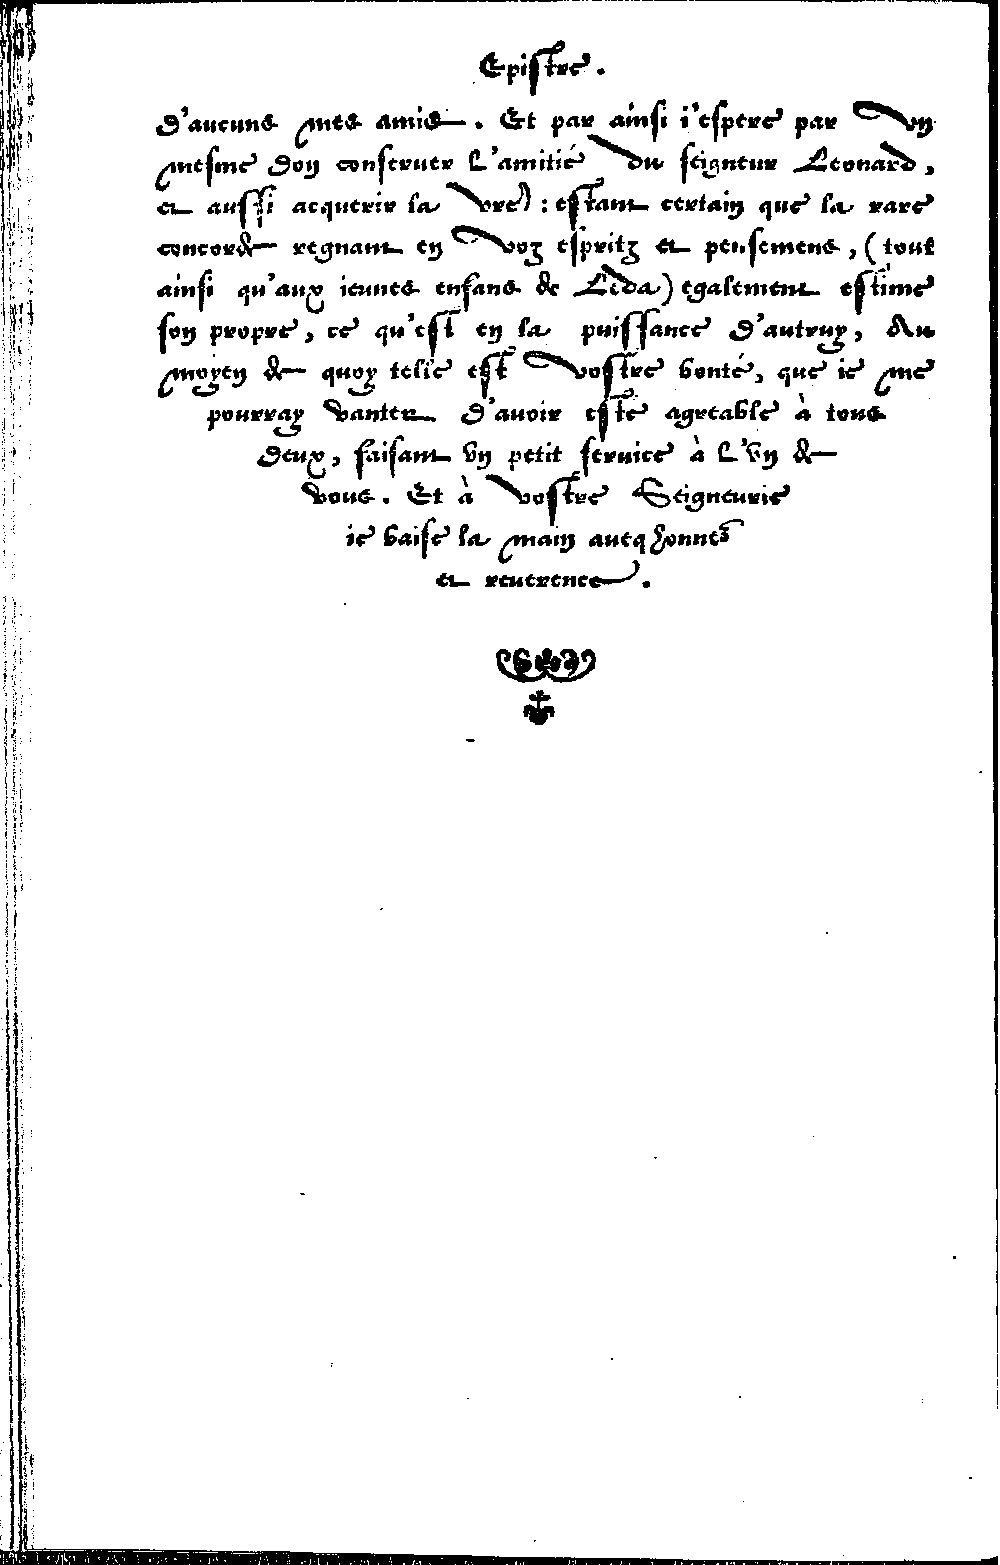 Epistre.
d'aucuns mes amis. Et par ainsi i'espere par vn
mesme don conseruer l'amitié du seigneur Leonard,
et aussi acquerir la vre: estant certain que la rare
concorde regnant en voz espritz et pensemens, (tout
ainsi qu'aux ieunes enfans de Leda) egalement estime
son propre, ce qu'est en la puissance d'autruy, Au
moyen de quoy telle est vostre bonté, que ie me
pourray vanter d'auoir esté agreable à tous
deux, faisant vn petit seruice à l'vn de
vous. Et à vostre Seigneurie
ie baise la main auecq honneᵘ
et reuerence.